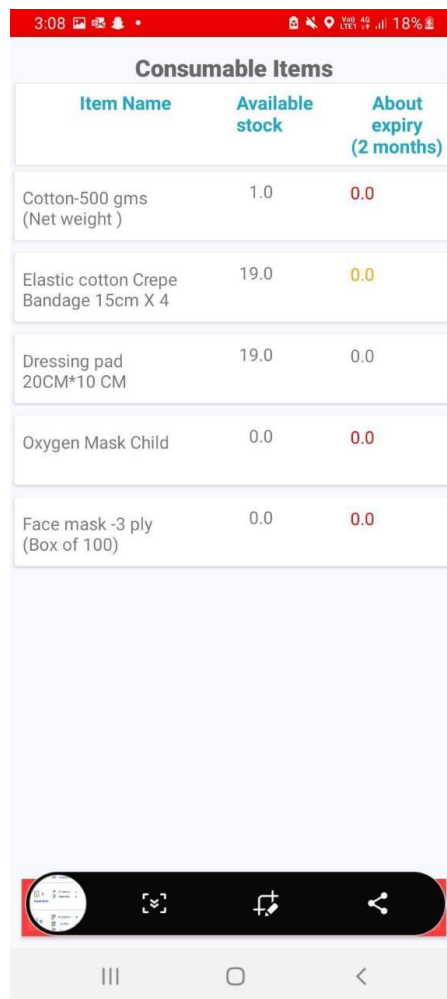 3:08 18%
Consumable Items
Item Name Available stock About expiry (2 months)
Cotton-500 gms 1.0 0.0
(Net weight )
Elastic cotton Crepe 19.0 0.0
Bandage 15cm X 4
Dressing pad 19.0 0.0
20CM*10 CM
Oxygen Mask Child 0.0 0.0
Face mask -3 ply 0.0 0.0
(Box of 100)